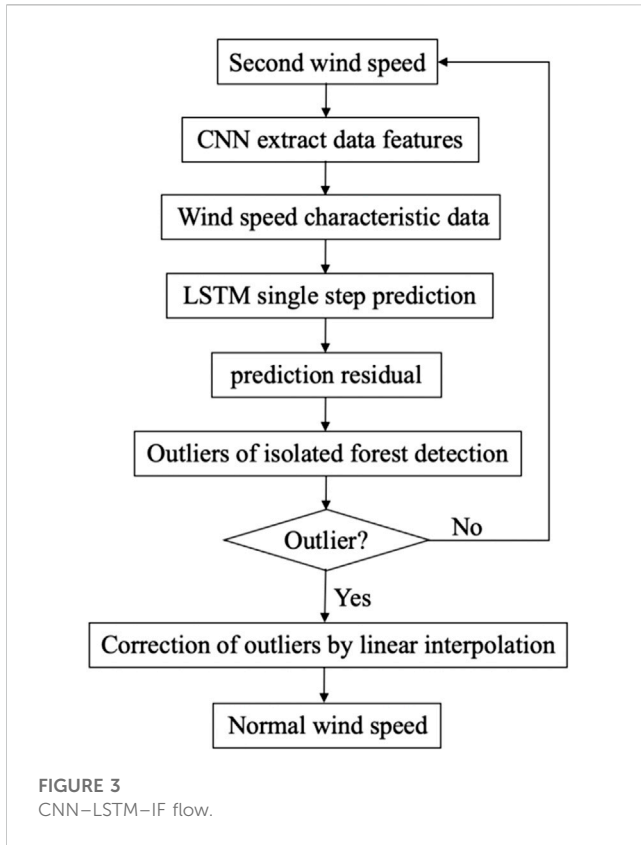 Second wind speed
CNN extract data features
Wind speed characteristic data
LSTM single step prediction
prediction residual
Outliers of isolated forest detection
Outlier?
No
Yes
Correction of outliers by linear interpolation
Normal wind speed
FIGURE 3
CNN–LSTM–IF flow.